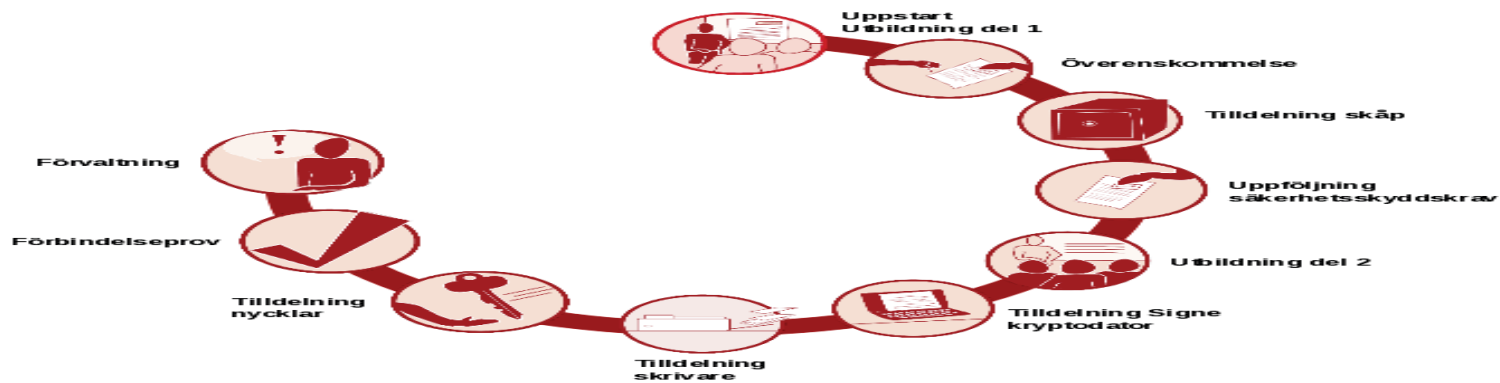 Uppstart
Utbildning del 1
Överenskommelse
Tilldelning skåp
Uppföljning
säkerhetsskyddskrav
Utbildning del 2
Tilldelning Signe
kryptodator
Tilldelning
skrivare
Tilldelning
nycklar
Förbindelseprov
Förvaltning